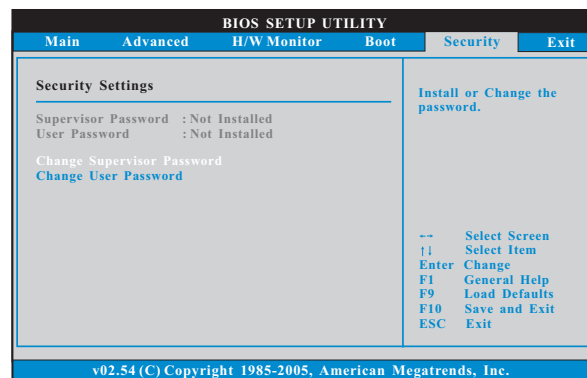 BIOS SETUP UTILITY
Main Advanced H/W Monitor Boot Security Exit
Security Settings
Supervisor Password : Not Installed
User Password : Not Installed
Change Supervisor Password
Change User Password
Install or Change the
password.
←→ Select Screen
↑↓ Select Item
Enter Change
F1 General Help
F9 Load Defaults
F10 Save and Exit
ESC Exit
v02.54 (C) Copyright 1985-2005, American Megatrends, Inc.